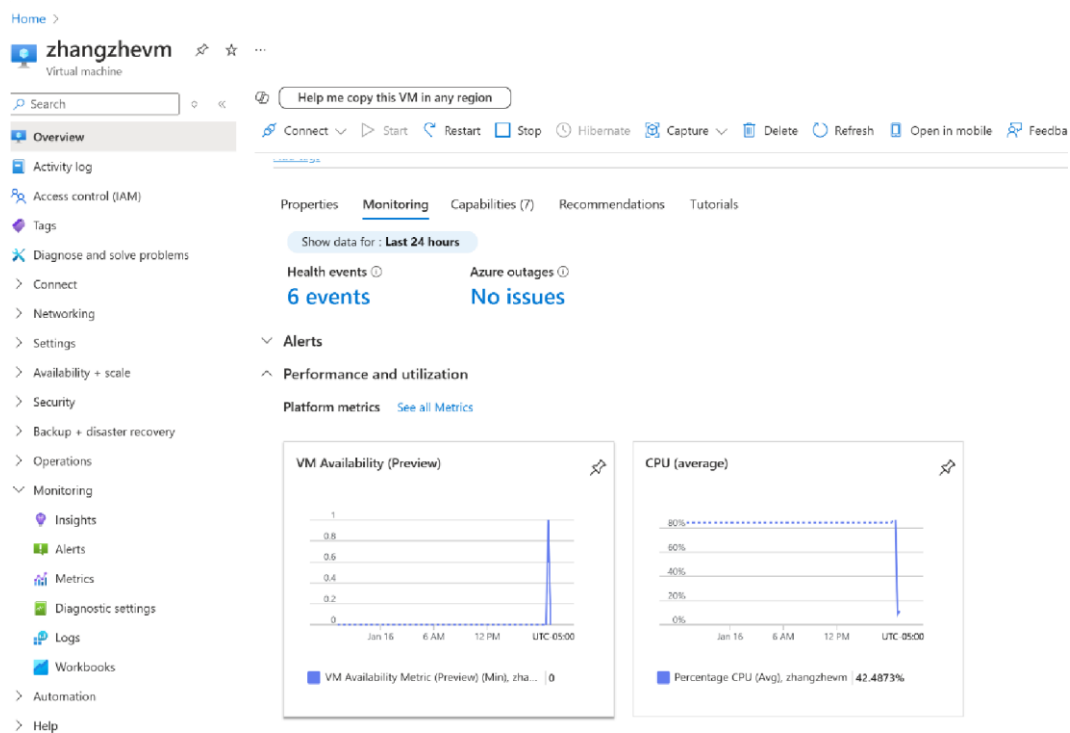 Home >
zhangzhevm ...
Virtual machine
Search
Help me copy this VM in any region
Connect Start Restart Stop Hibernate Capture Delete Refresh Open in mobile Feedba
Overview
Activity log
Access control (IAM)
Tags
Diagnose and solve problems
Connect
Networking
Settings
Availability + scale
Security
Backup + disaster recovery
Operations
Monitoring
Insights
Alerts
Metrics
Diagnostic settings
Logs
Workbooks
Automation
Help
Properties Monitoring Capabilities (7) Recommendations Tutorials
Show data for : Last 24 hours
Health events Azure outages
6 events No issues
Alerts
Performance and utilization
Platform metrics See all Metrics
VM Availability (Preview)
1
0.8
0.6
0.4
0.2
0
Jan 16 6 AM 12 PM UTC-05:00
VM Availability Metric (Preview) (Min), zha... 0
CPU (average)
80%
60%
40%
20%
0%
Jan 16 6 AM 12 PM UTC-05:00
Percentage CPU (Avg), zhangzhevm 42.4873%